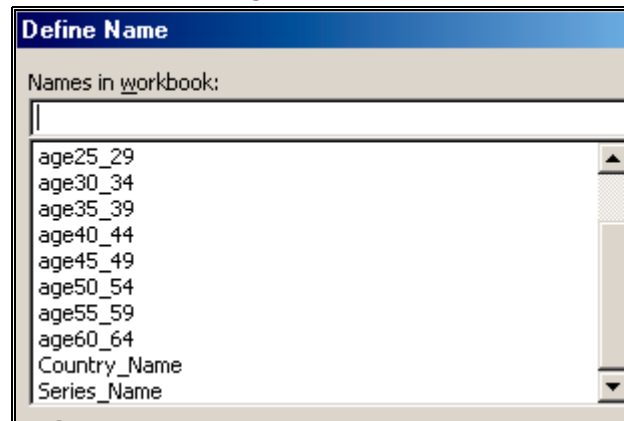 Define Name
Names in workbook:
age25_29
age30_34
age35_39
age40_44
age45_49
age50_54
age55_59
age60_64
Country_Name
Series_Name